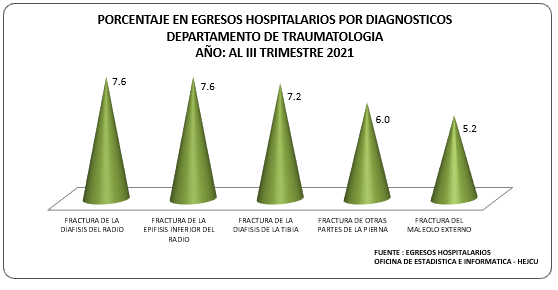 PORCENTAJE EN EGRESOS HOSPITALARIOS POR DIAGNOSTICOS
DEPARTAMENTO DE TRAUMATOLOGIA
AÑO: AL III TRIMESTRE 2021
7.6
7.6
7.2
6.0
5.2
FRACTURA DE LA
DIAFISIS DEL RADIO
FRACTURA DE LA
EPIFISIS INFERIOR DEL
RADIO
FRACTURA DE LA
DIAFISIS DE LA TIBIA
FRACTURA DE OTRAS
PARTES DE LA PIERNA
FRACTURA DEL
MALEOLO EXTERNO
FUENTE : EGRESOS HOSPITALARIOS
OFICINA DE ESTADISTICA E INFORMATICA - HEJCU